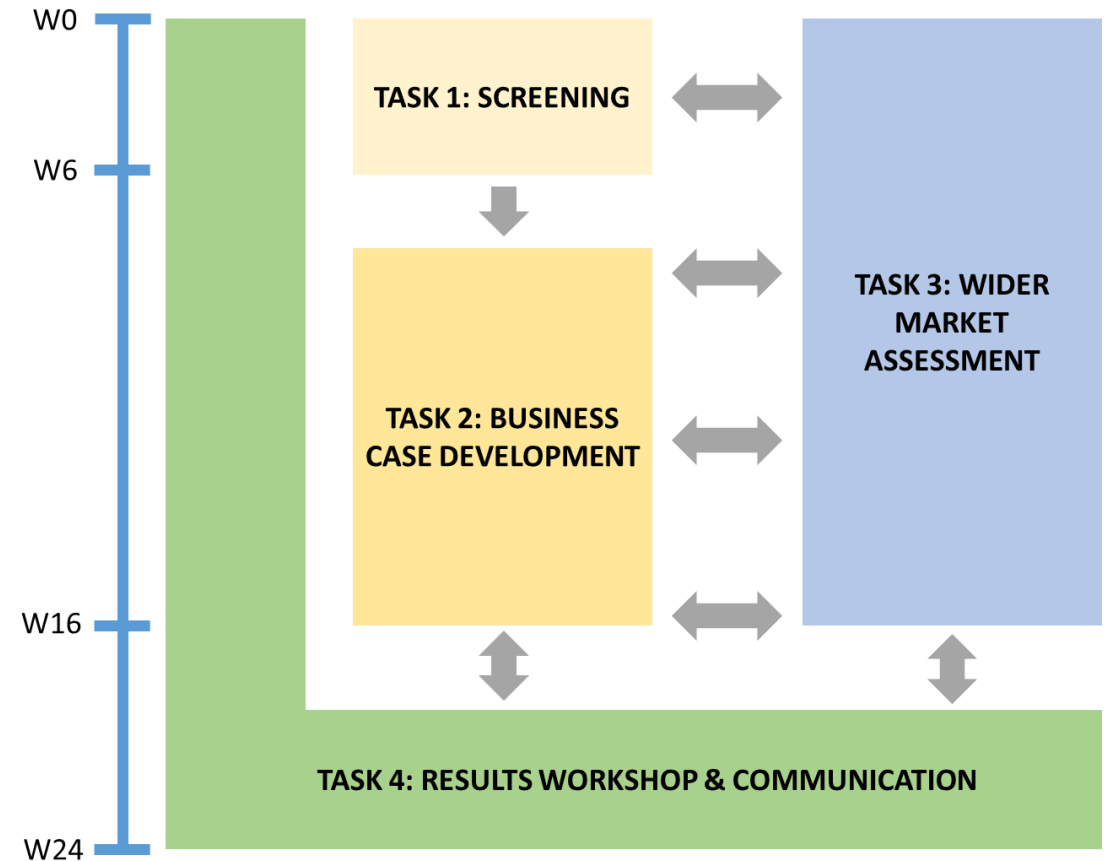 W0
TASK 1: SCREENING
W6
TASK 3: WIDER
MARKET
ASSESSMENT
TASK 2: BUSINESS
CASE DEVELOPMENT
W16
TASK 4: RESULTS WORKSHOP & COMMUNICATION
W24